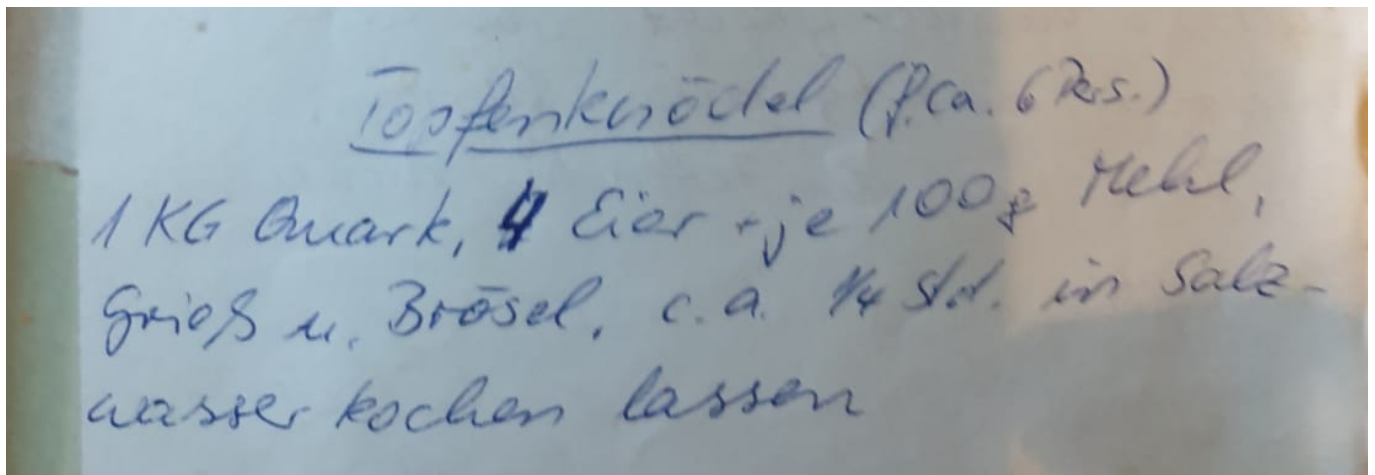 Topfenknödel (f. ca. 6 Pers.)
1 KG Quark, 4 Eier - je 100g Mehl,
Grieß u. Brösel, c.a. 1/4 Std. in Salz-
wasser kochen lassen